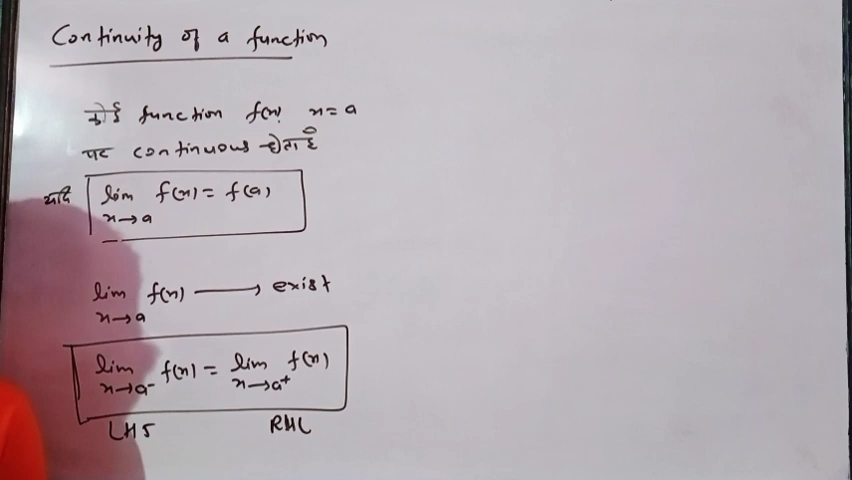 Continuity of a function
कोई function f(x) x=a
पर continuous होता है
यदि lim f(x) = f(a)
x→a
lim f(x) ⟶ exist
x→a
lim f(x) = lim f(x)
x→a⁻ x→a⁺
LHS RHL